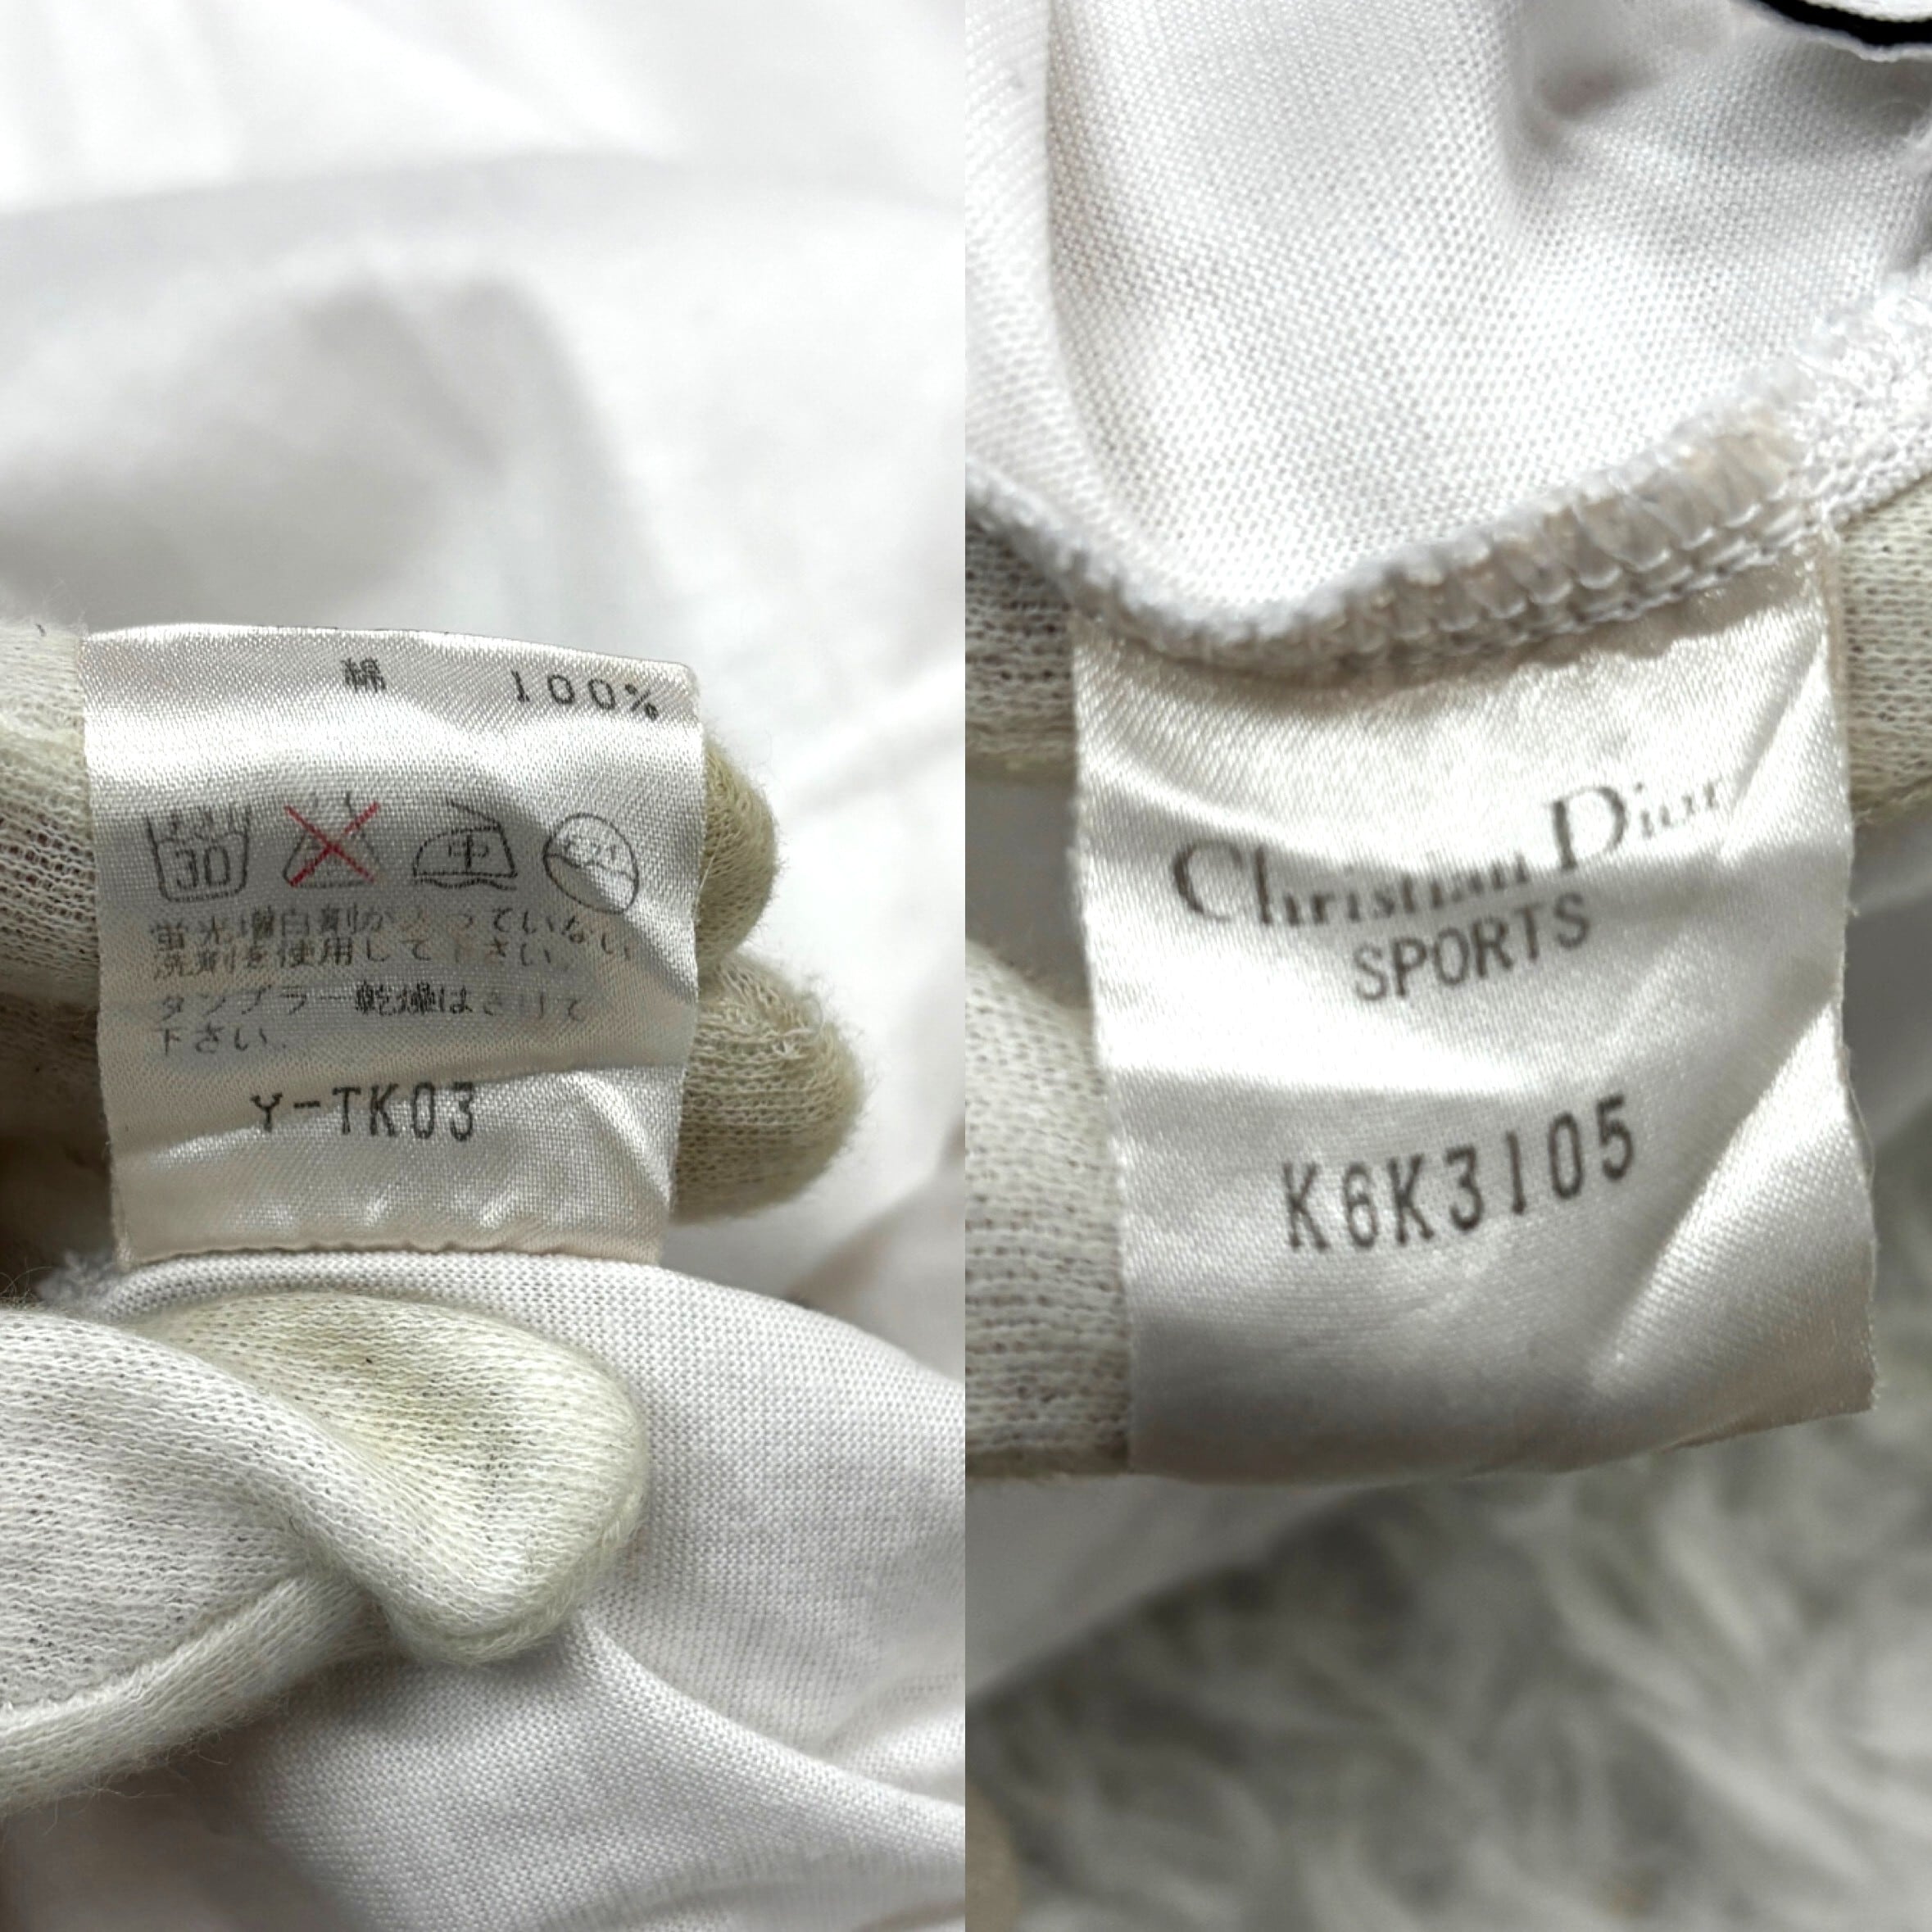 綿 100%
30 中
蛍光増白剤が入っていない
洗剤を使用して下さい。
タンブラー乾燥はさけて
下さい.
Y-TK03
Christian Dior
SPORTS
K6K3105